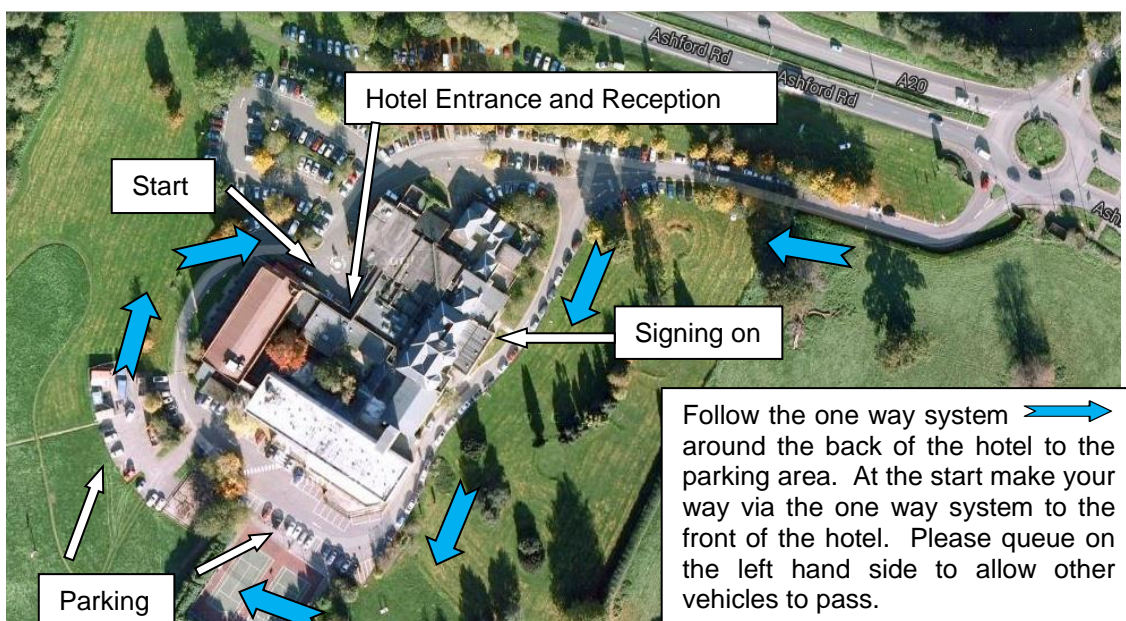 Ashford Rd
Ashford Rd
A20
Hotel Entrance and Reception
Start
Signing on
Parking
Follow the one way system
around the back of the hotel to the
parking area. At the start make your
way via the one way system to the
front of the hotel. Please queue on
the left hand side to allow other
vehicles to pass.